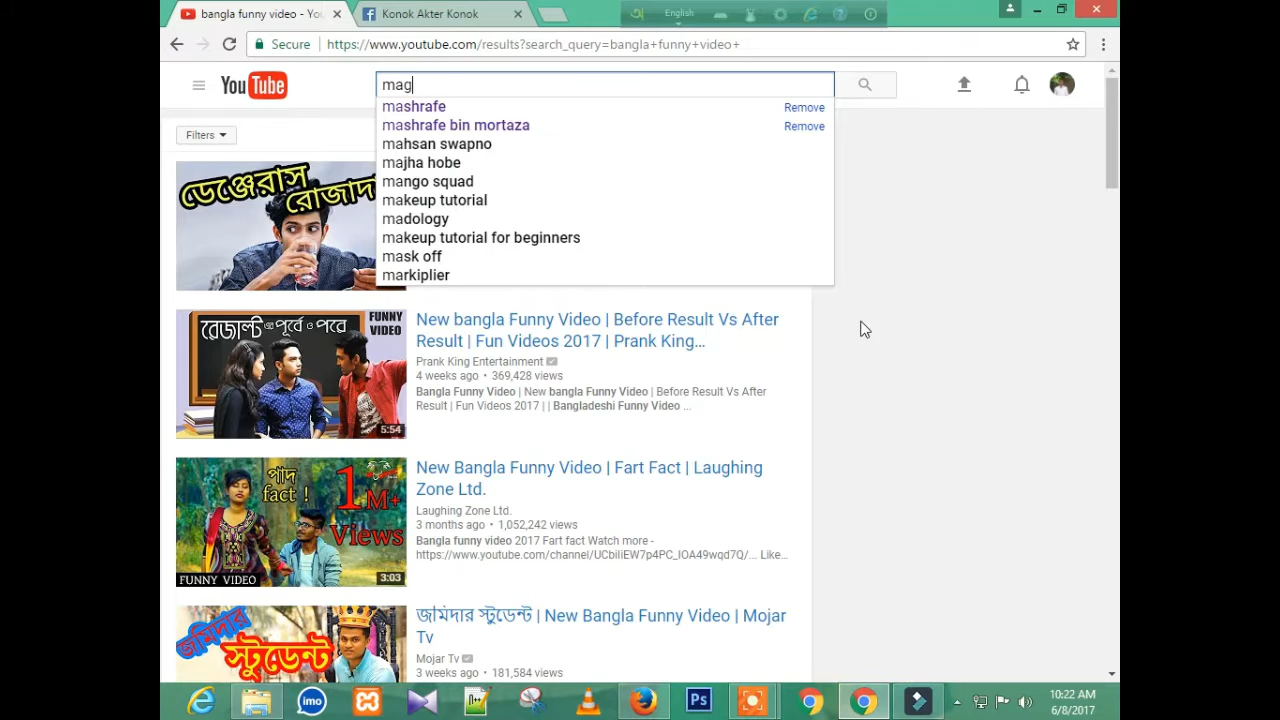 bangla funny video - You
Konok Akter Konok
English
Secure
https://www.youtube.com/results?search_query=bangla+funny+video+
YouTube
mag
mashrafe Remove
mashrafe bin mortaza Remove
mahsan swapno
majha hobe
mango squad
makeup tutorial
madology
makeup tutorial for beginners
mask off
markiplier
Filters
ডেঞ্জেরাস
রোজাদা
রেজাল্ট এর পূর্বে ও পরে
FUNNY
VIDEO
5:54
New bangla Funny Video | Before Result Vs After
Result | Fun Videos 2017 | Prank King...
Prank King Entertainment
4 weeks ago • 369,428 views
Bangla Funny Video | New bangla Funny Video | Before Result Vs After
Result | Fun Videos 2017 | | Bangladeshi Funny Video ...
পাদ
fact !
1M+
Views
FUNNY VIDEO
3:03
New Bangla Funny Video | Fart Fact | Laughing
Zone Ltd.
Laughing Zone Ltd.
3 months ago • 1,052,242 views
Bangla funny video 2017 Fart fact Watch more -
https://www.youtube.com/channel/UCbiliEW7p4PC_IOA49wqd7Q/... Like...
জমিদার
স্টুডেন্ট
জমিদার স্টুডেন্ট | New Bangla Funny Video | Mojar
Tv
Mojar Tv
3 weeks ago • 181,584 views
imo
Ps
10:22 AM
6/8/2017